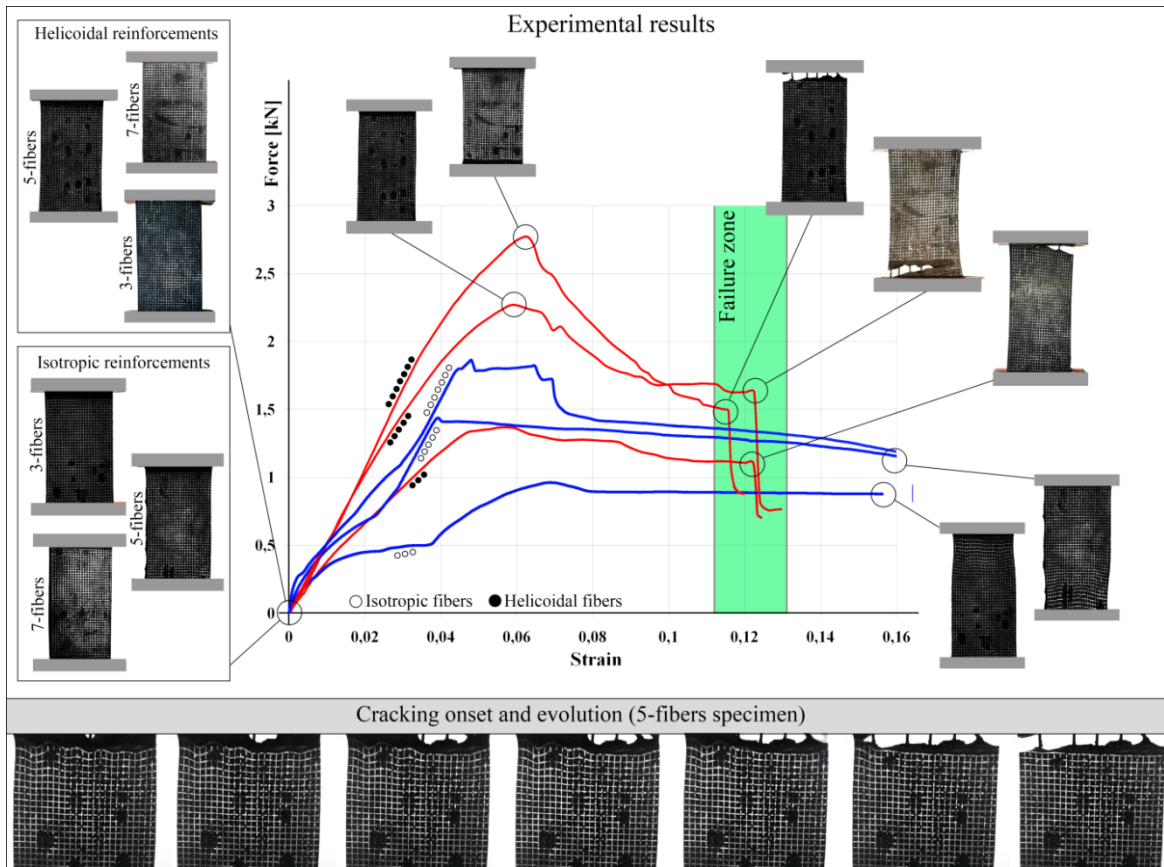 Experimental results
Helicoidal reinforcements
5-fibers
7-fibers
3-fibers
Isotropic reinforcements
3-fibers
5-fibers
7-fibers
Force [kN]
3
2,5
2
1,5
1
0,5
0
Failure zone
Isotropic fibers
Helicoidal fibers
0
0,02
0,04
0,06
0,08
0,1
0,12
0,14
0,16
Strain
Cracking onset and evolution (5-fibers specimen)